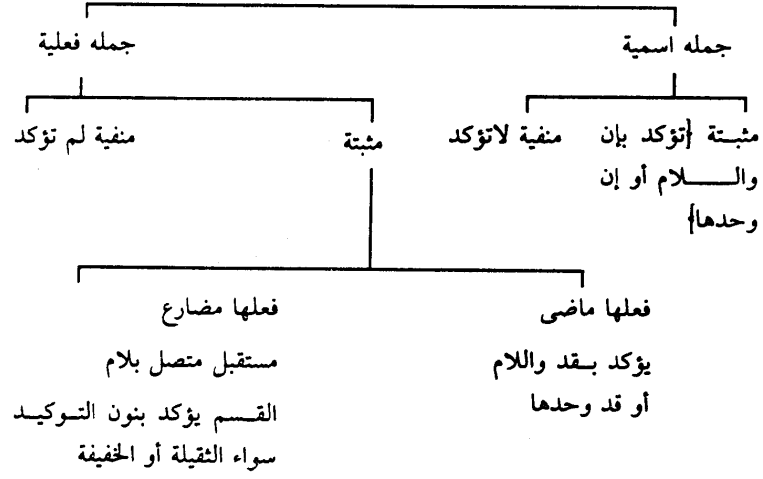 جمله اسمية
جمله فعلية
مثبتة {تؤكد بإن
واللام أو إن
وحدها}
منفية لاتؤكد
مثبتة
منفية لم تؤكد
فعلها ماضى
يؤكد بقد واللام
أو قد وحدها
فعلها مضارع
مستقبل متصل بلام
القسم يؤكد بنون التوكيد
سواء الثقيلة أو الخفيفة